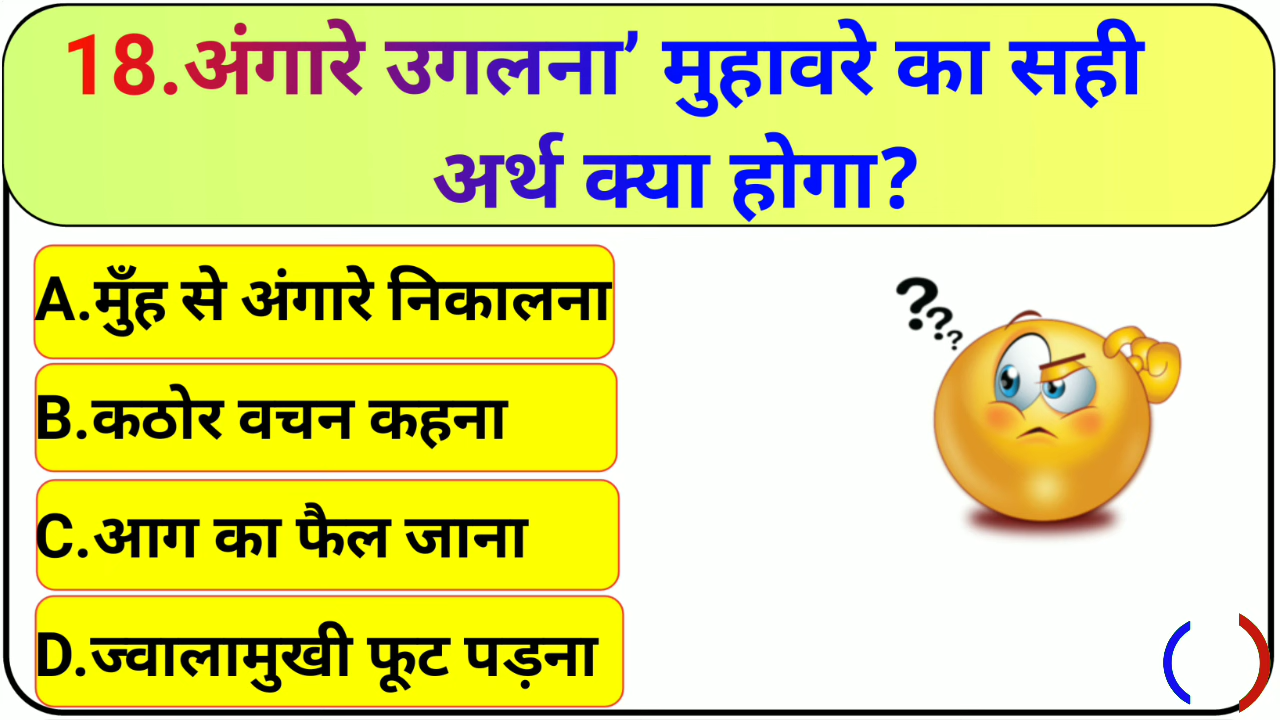 18.अंगारे उगलना’ मुहावरे का सही
अर्थ क्या होगा?
A.मुँह से अंगारे निकालना
B.कठोर वचन कहना
C.आग का फैल जाना
D.ज्वालामुखी फूट पड़ना
???